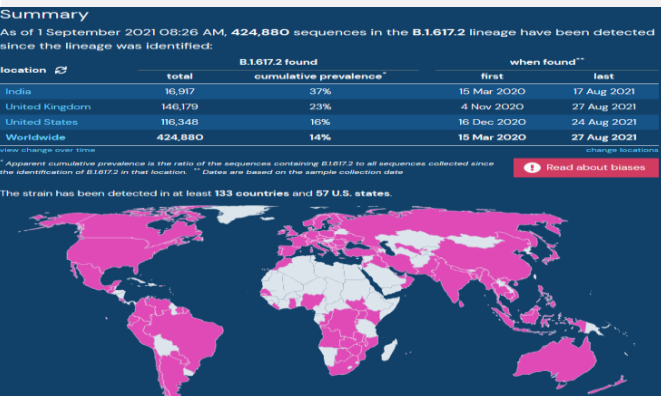 Summary
As of 1 September 2021 08:26 AM, 424,880 sequences in the B.1.617.2 lineage have been detected
since the lineage was identified:
location B.1.617.2 found when found**
total cumulative prevalence* first last
India 16,917 37% 15 Mar 2020 17 Aug 2021
United Kingdom 146,179 23% 4 Nov 2020 27 Aug 2021
United States 116,348 16% 16 Dec 2020 24 Aug 2021
Worldwide 424,880 14% 15 Mar 2020 27 Aug 2021
view change over time change locations
* Apparent cumulative prevalence is the ratio of the sequences containing B.1.617.2 to all sequences collected since
the identification of B.1.617.2 in that location. ** Dates are based on the sample collection date
Read about biases
The strain has been detected in at least 133 countries and 57 U.S. states.